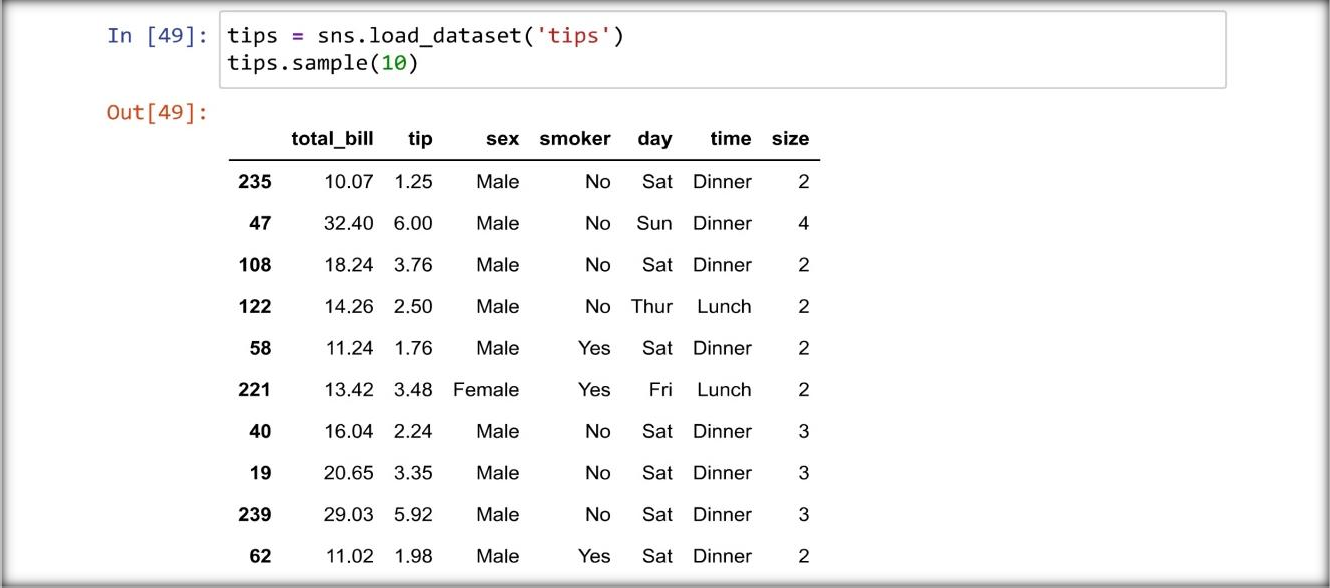 In [49]: tips = sns.load_dataset('tips')
tips.sample(10)
Out[49]:
total_bill tip sex smoker day time size
235 10.07 1.25 Male No Sat Dinner 2
47 32.40 6.00 Male No Sun Dinner 4
108 18.24 3.76 Male No Sat Dinner 2
122 14.26 2.50 Male No Thur Lunch 2
58 11.24 1.76 Male Yes Sat Dinner 2
221 13.42 3.48 Female Yes Fri Lunch 2
40 16.04 2.24 Male No Sat Dinner 3
19 20.65 3.35 Male No Sat Dinner 3
239 29.03 5.92 Male No Sat Dinner 3
62 11.02 1.98 Male Yes Sat Dinner 2